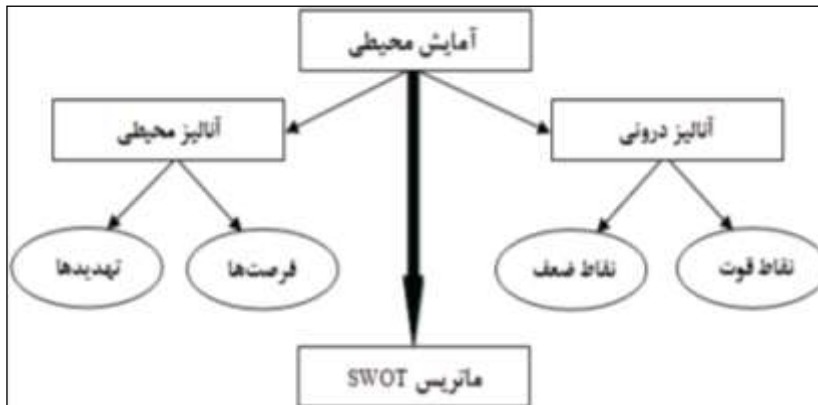 آمایش محیطی
آنالیز درونی
آنالیز محیطی
نقاط قوت
نقاط ضعف
فرصت‌ها
تهدیدها
ماتریس SWOT